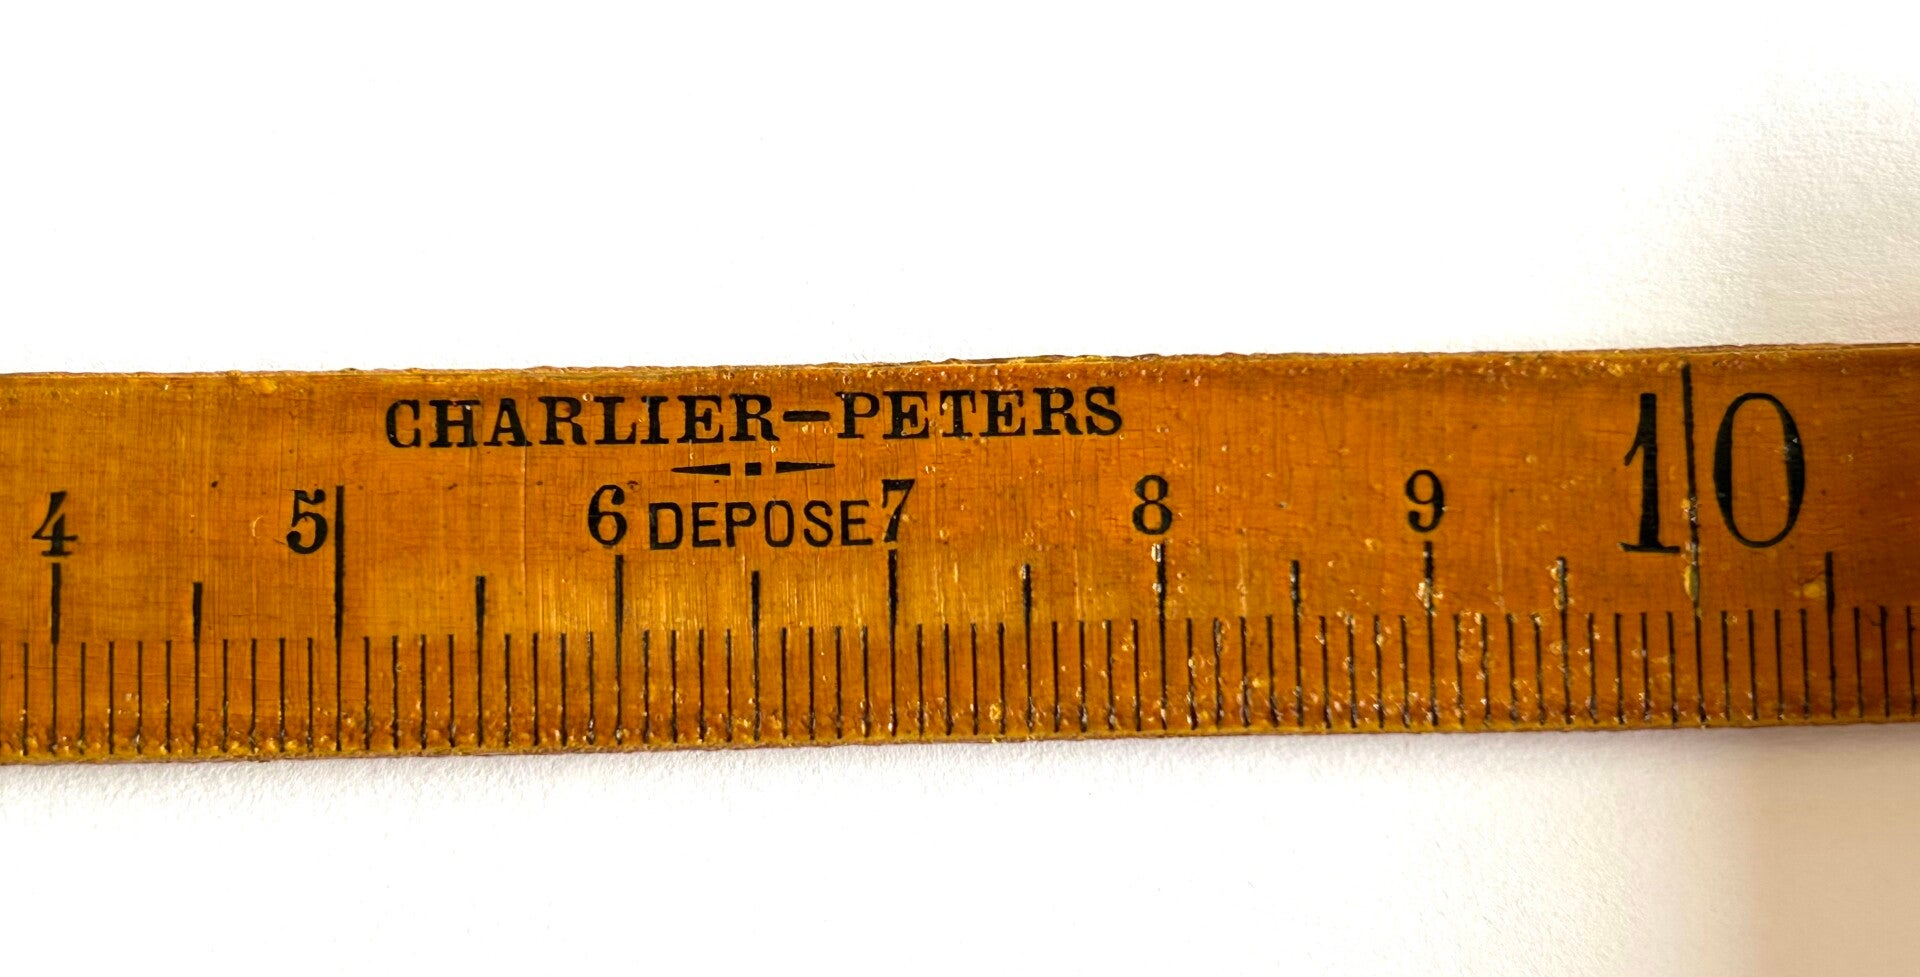 CHARLIER–PETERS
4 5 6 DEPOSE 7 8 9 10